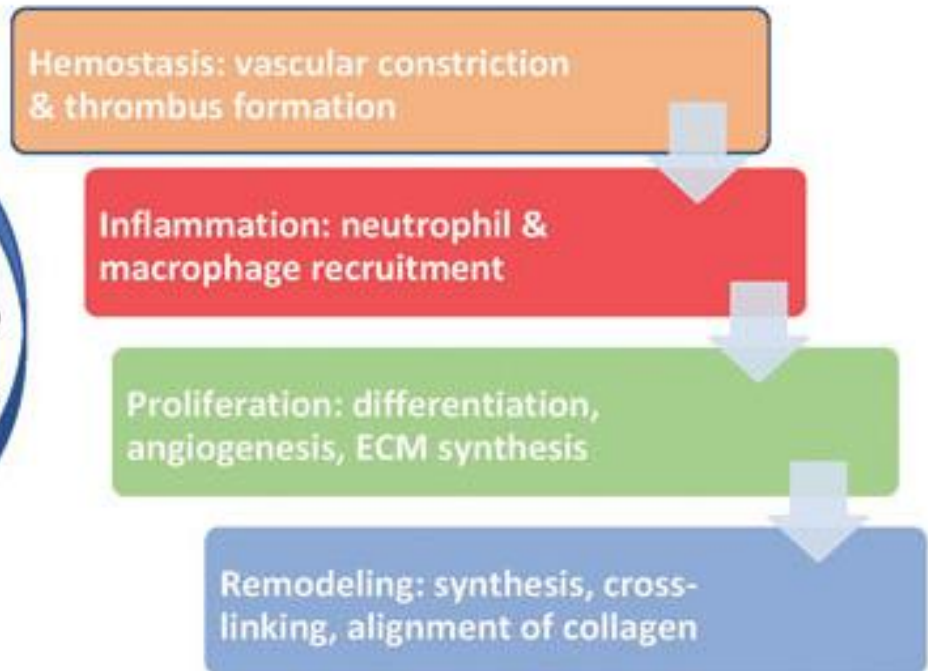 Hemostasis: vascular constriction
& thrombus formation
Inflammation: neutrophil &
macrophage recruitment
Proliferation: differentiation,
angiogenesis, ECM synthesis
Remodeling: synthesis, cross-
linking, alignment of collagen